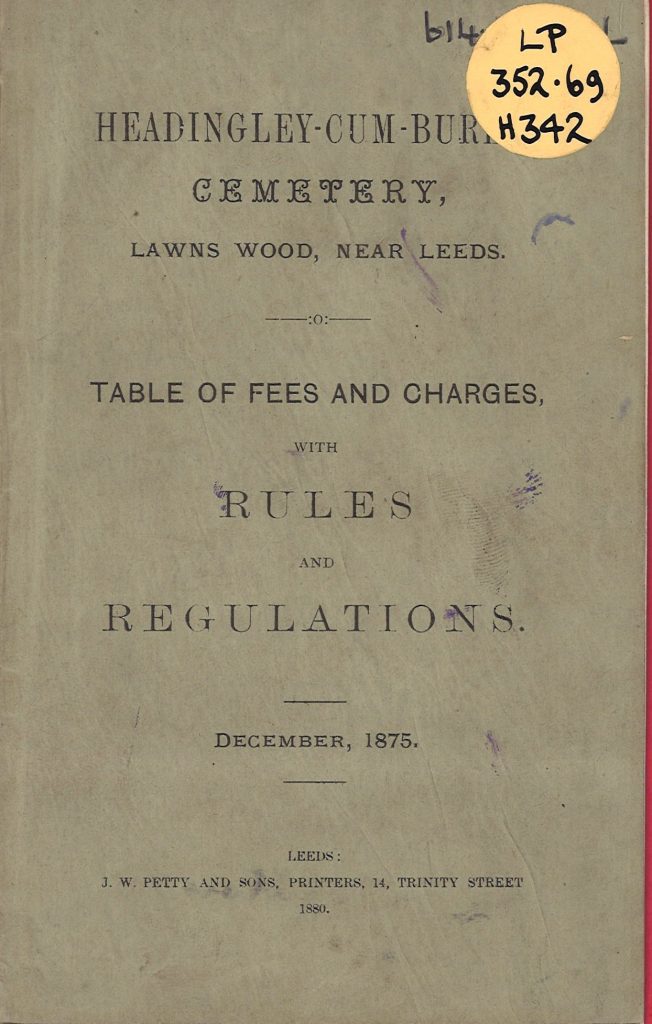 LP
352.69
H342
HEADINGLEY-CUM-
CEMETERY,
LAWNS WOOD, NEAR LEEDS.
:O:
TABLE OF FEES AND CHARGES,
WITH
RULES
AND
REGULATIONS.
DECEMBER, 1875.
LEEDS:
J. W. PETTY AND SONS, PRINTERS, 14, TRINITY STREET
1880.